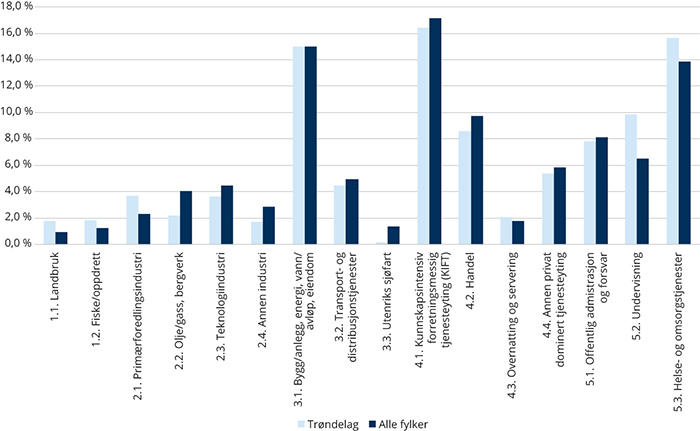 18,0 %
16,0 %
14,0 %
12,0 %
10,0 %
8,0 %
6,0 %
4,0 %
2,0 %
0,0 %
1.1. Landbruk
1.2. Fiske/oppdrett
2.1. Primærforedlingsindustri
2.2. Olje/gass, bergverk
2.3. Teknologiindustri
2.4. Annen industri
3.1. Bygg/anlegg, energi, vann/
avløp, eiendom
3.2. Transport- og
distribusjonstjenester
3.3. Utenriks sjøfart
4.1. Kunnskapsintensiv
forretningsmessig
tjenesteyting (KIFT)
4.2. Handel
4.3. Overnatting og servering
4.4. Annen privat
dominert tjenesteyting
5.1. Offentlig admistrasjon
og forsvar
5.2. Undervisning
5.3. Helse- og omsorgstjenester
Trøndelag
Alle fylker